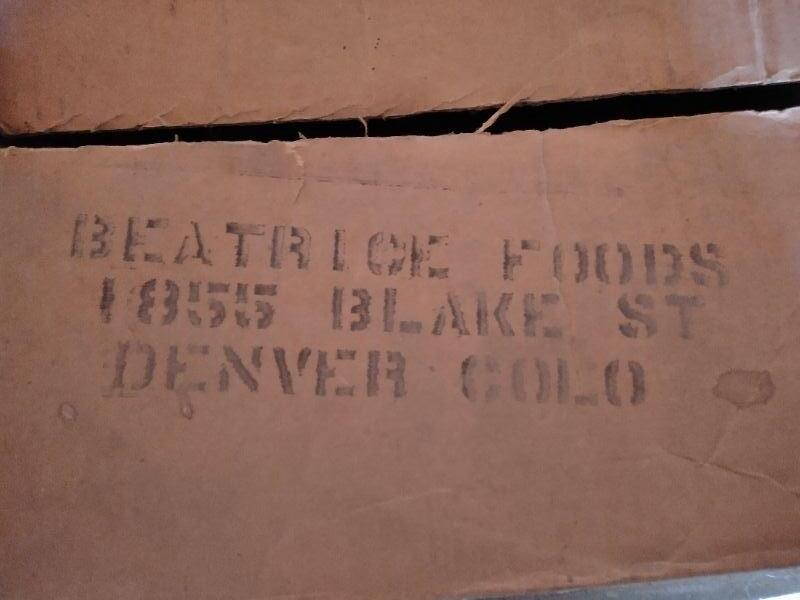 BEATRICE FOODS
1855 BLAKE ST
DENVER COLO